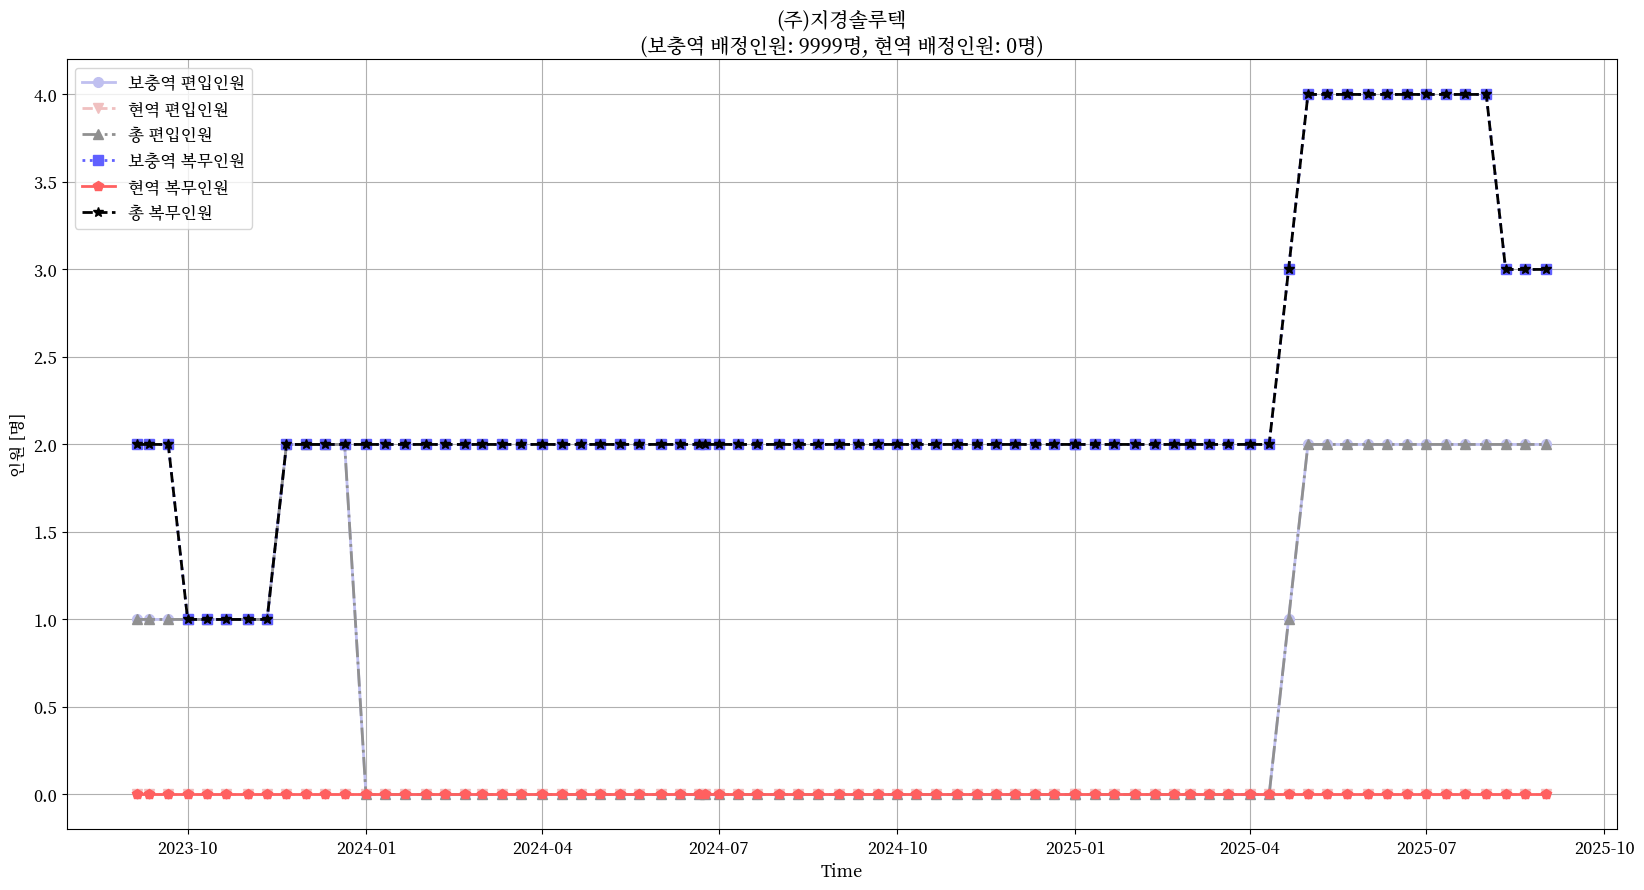 (주)지경솔루텍
(보충역 배정인원: 9999명, 현역 배정인원: 0명)
보충역 편입인원
현역 편입인원
총 편입인원
보충역 복무인원
현역 복무인원
총 복무인원
인원 [명]
4.0
3.5
3.0
2.5
2.0
1.5
1.0
0.5
0.0
2023-10
2024-01
2024-04
2024-07
2024-10
2025-01
2025-04
2025-07
2025-10
Time